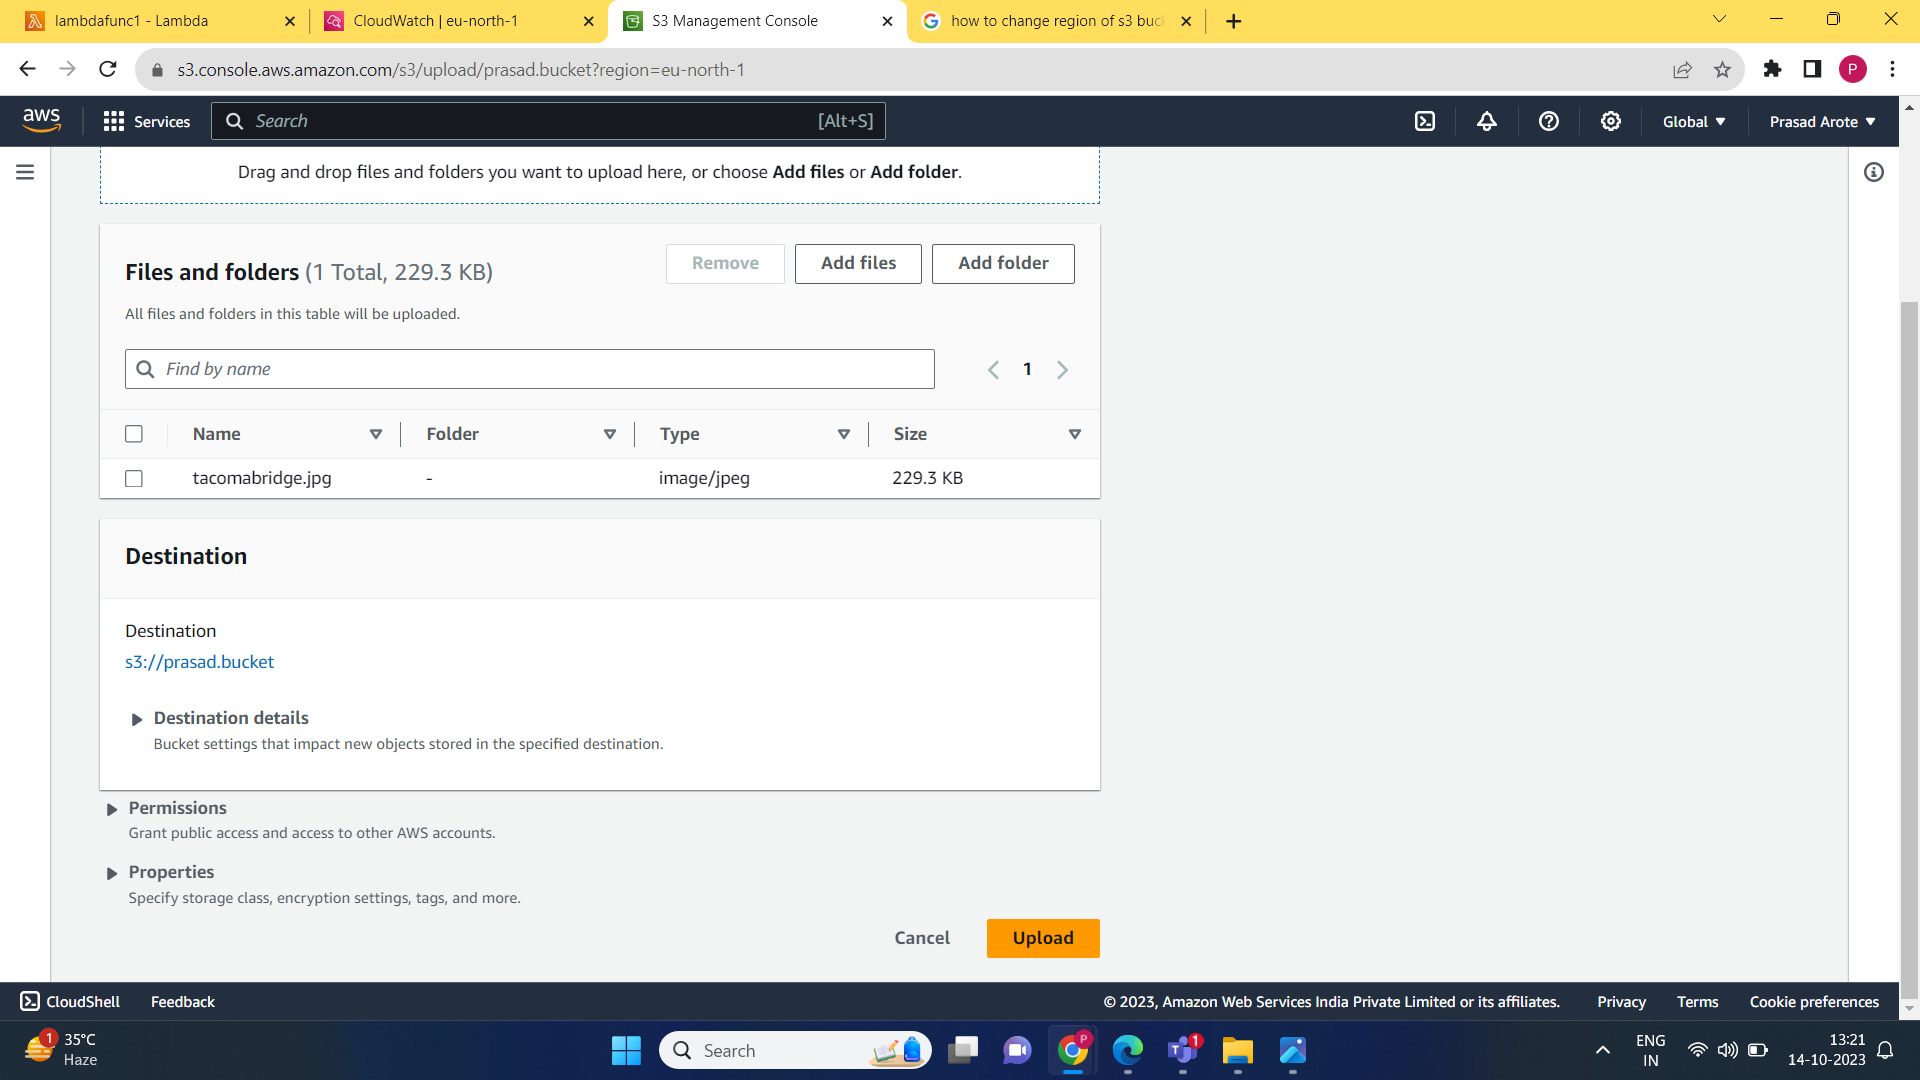 lambdafunc1 - Lambda
CloudWatch | eu-north-1
S3 Management Console
how to change region of s3 buc
s3.console.aws.amazon.com/s3/upload/prasad.bucket?region=eu-north-1
P
aws
Services
Search
[Alt+S]
Global
Prasad Arote
Drag and drop files and folders you want to upload here, or choose Add files or Add folder.
Files and folders (1 Total, 229.3 KB)
Remove
Add files
Add folder
All files and folders in this table will be uploaded.
Find by name
1
Name
Folder
Type
Size
tacomabridge.jpg
-
image/jpeg
229.3 KB
Destination
Destination
s3://prasad.bucket
Destination details
Bucket settings that impact new objects stored in the specified destination.
Permissions
Grant public access and access to other AWS accounts.
Properties
Specify storage class, encryption settings, tags, and more.
Cancel
Upload
CloudShell
Feedback
© 2023, Amazon Web Services India Private Limited or its affiliates.
Privacy
Terms
Cookie preferences
1
35°C
Haze
Search
P
1
ENG
IN
13:21
14-10-2023